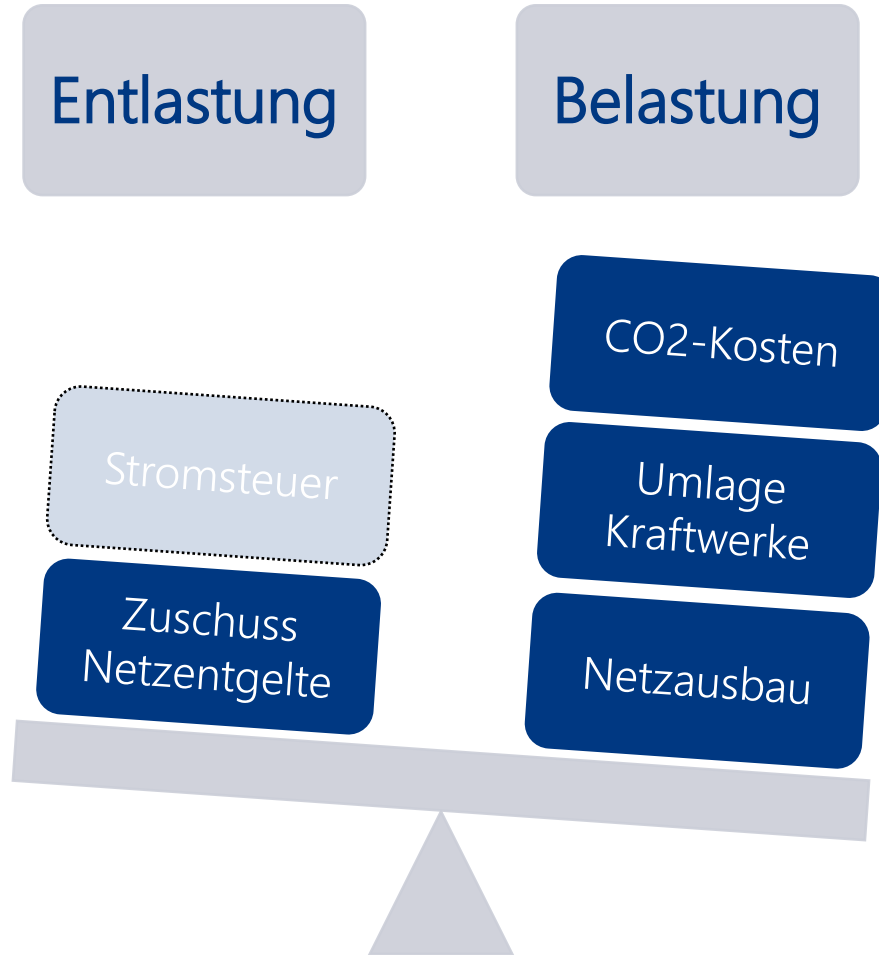 Entlastung
Belastung
CO2-Kosten
Stromsteuer
Umlage
Kraftwerke
Zuschuss
Netzentgelte
Netzausbau